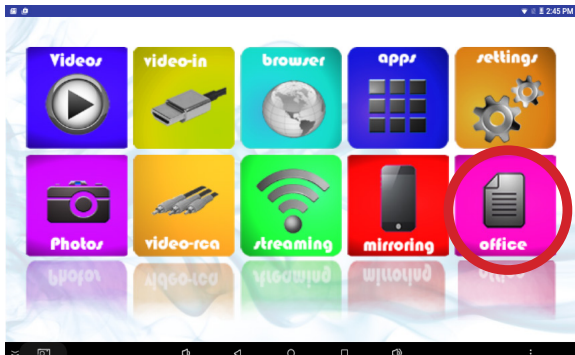 2:45 PM
Videos
video-in
browser
apps
settings
Photos
video-rca
streaming
mirroring
office